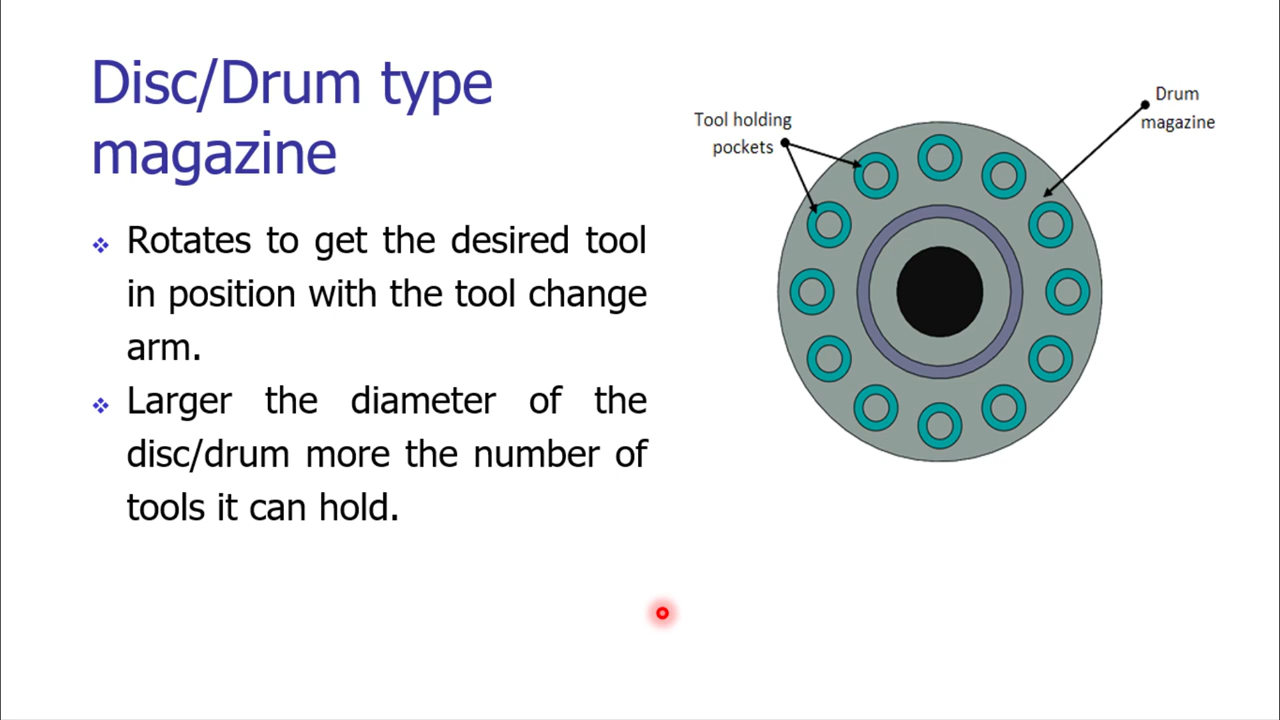 Disc/Drum type
magazine
Rotates to get the desired tool
in position with the tool change
arm.
Larger the diameter of the
disc/drum more the number of
tools it can hold.
Tool holding
pockets
Drum
magazine